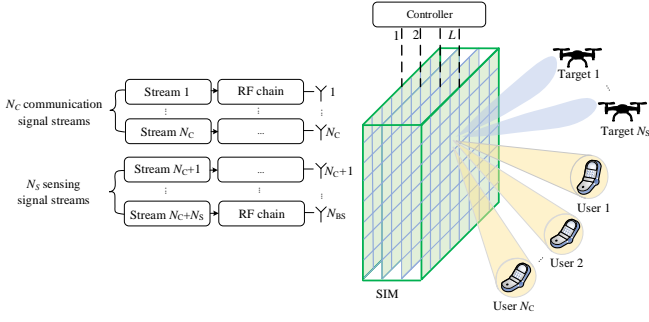 Controller
1 2 L
Target 1
Target N_S
N_C communication
signal streams
Stream 1 RF chain 1
Stream N_C ... N_C
N_S sensing
signal streams
Stream N_C+1 ... N_C+1
Stream N_C+N_S RF chain N_BS
User 1
User 2
User N_C
SIM